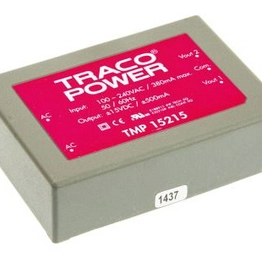 TRACO
POWER
Input: 100 - 240VAC / 380mA max.
50 / 60Hz
Output: ±15VDC / ±500mA
TMP 15215
AC
AC
Vout 2
Com
Vout 1
1437